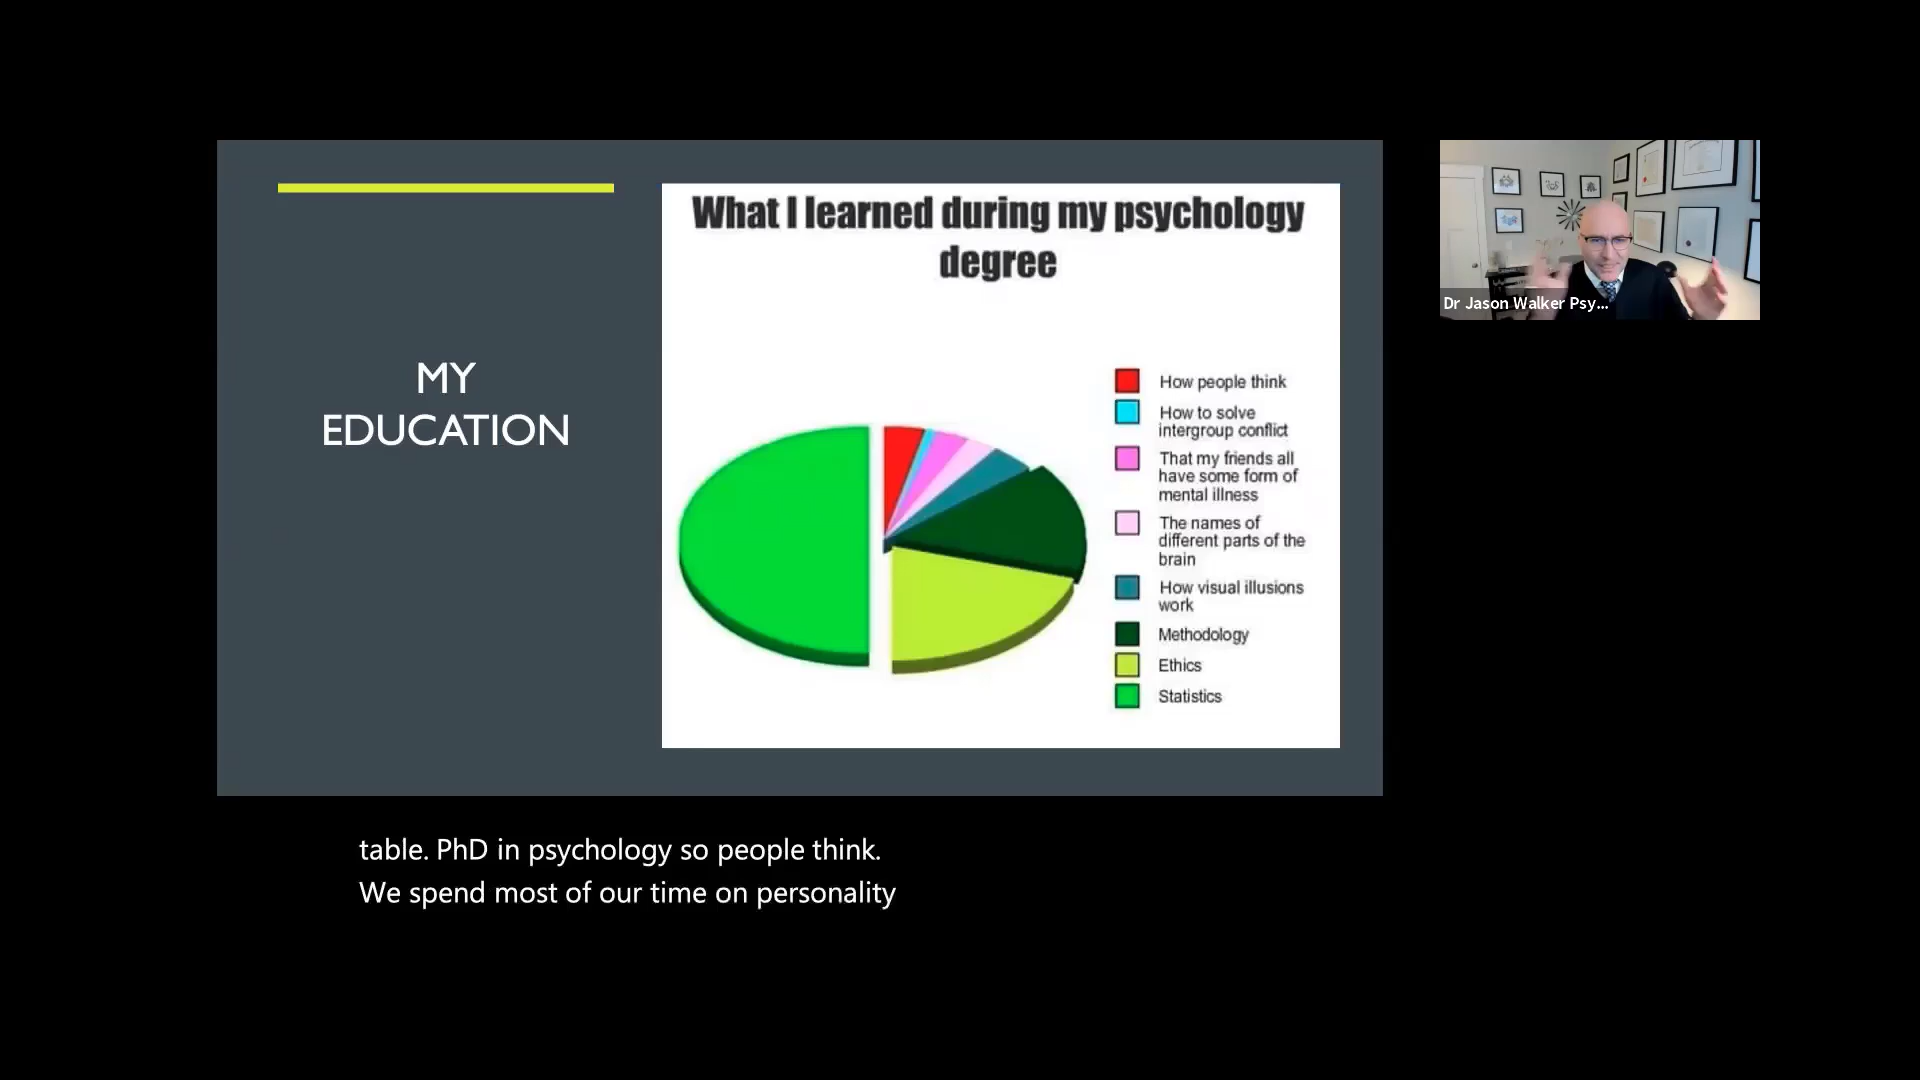 MY
EDUCATION
What I learned during my psychology
degree
How people think
How to solve
intergroup conflict
That my friends all
have some form of
mental illness
The names of
different parts of the
brain
How visual illusions
work
Methodology
Ethics
Statistics
Dr Jason Walker Psy...
table. PhD in psychology so people think.
We spend most of our time on personality